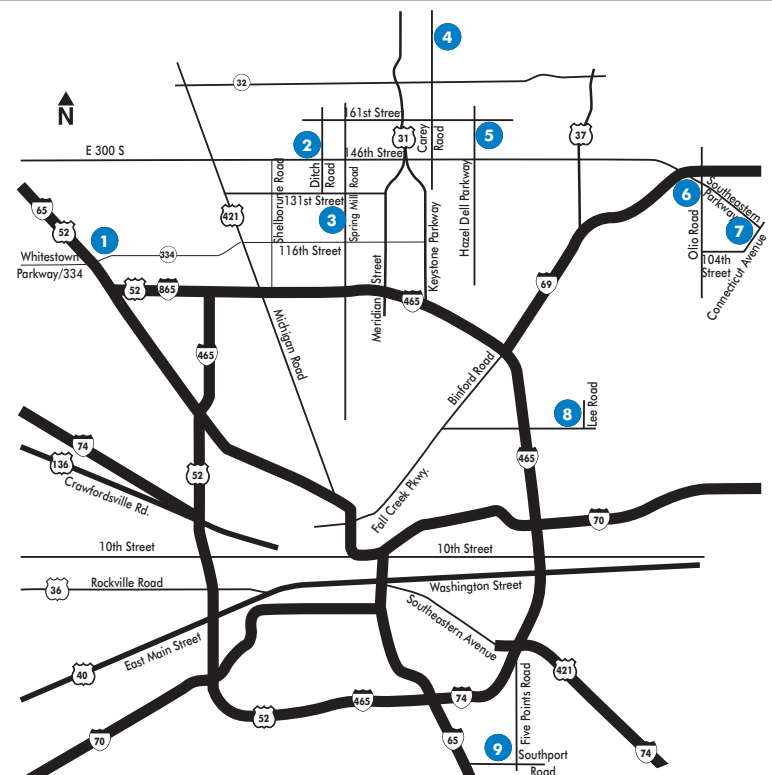 4
32
N
161st Street
31
Carey Road
5
37
2
E 300 S
146th Street
Shelborune Road
Ditch Road
Spring Mill Road
Hazel Dell Parkway
6
Southeastern Parkway
65
131st Street
421
3
52
1
Keystone Parkway
Olio Road
7
334
116th Street
Whitestown
Parkway/334
104th
Street
Connecticut Avenue
52
865
465
69
Meridian Street
Michigan Road
465
Binford Road
8
Lee Road
74
136
52
465
Crawfordsville Rd.
Fall Creek Pkwy.
70
10th Street
10th Street
36
Rockville Road
Washington Street
Southeastern Avenue
East Main Street
40
421
Five Points Road
465
74
52
70
65
9
Southport
Road
74